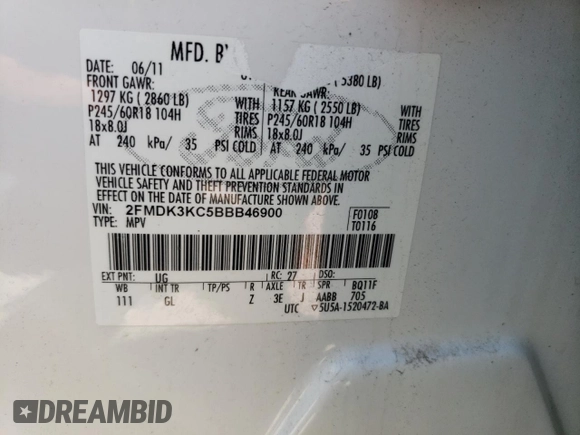 MFD. B
DATE: 06/11
5380 LB)
FRONT GAWR: REAR GAWR:
1297 KG ( 2860 LB) WITH 1157 KG ( 2550 LB) WITH
P245/60R18 104H TIRES P245/60R18 104H TIRES
18x8.0J RIMS 18x8.0J RIMS
AT 240 kPa/ 35 PSI COLD AT 240 kPa/ 35 PSI COLD
THIS VEHICLE CONFORMS TO ALL APPLICABLE FEDERAL MOTOR
VEHICLE SAFETY AND THEFT PREVENTION STANDARDS IN
EFFECT ON THE DATE OF MANUFACTURE SHOWN ABOVE.
VIN: 2FMDK3KC5BBB46900 F0108
TYPE: MPV T0116
EXT PNT: UG RC: 27 DSO:
WB INT TR TP/PS R AXLE TR SPR BQ11F
111 GL Z 3E J AABB 705
UTC ▽5U5A-1520472-BA
DREAMBID